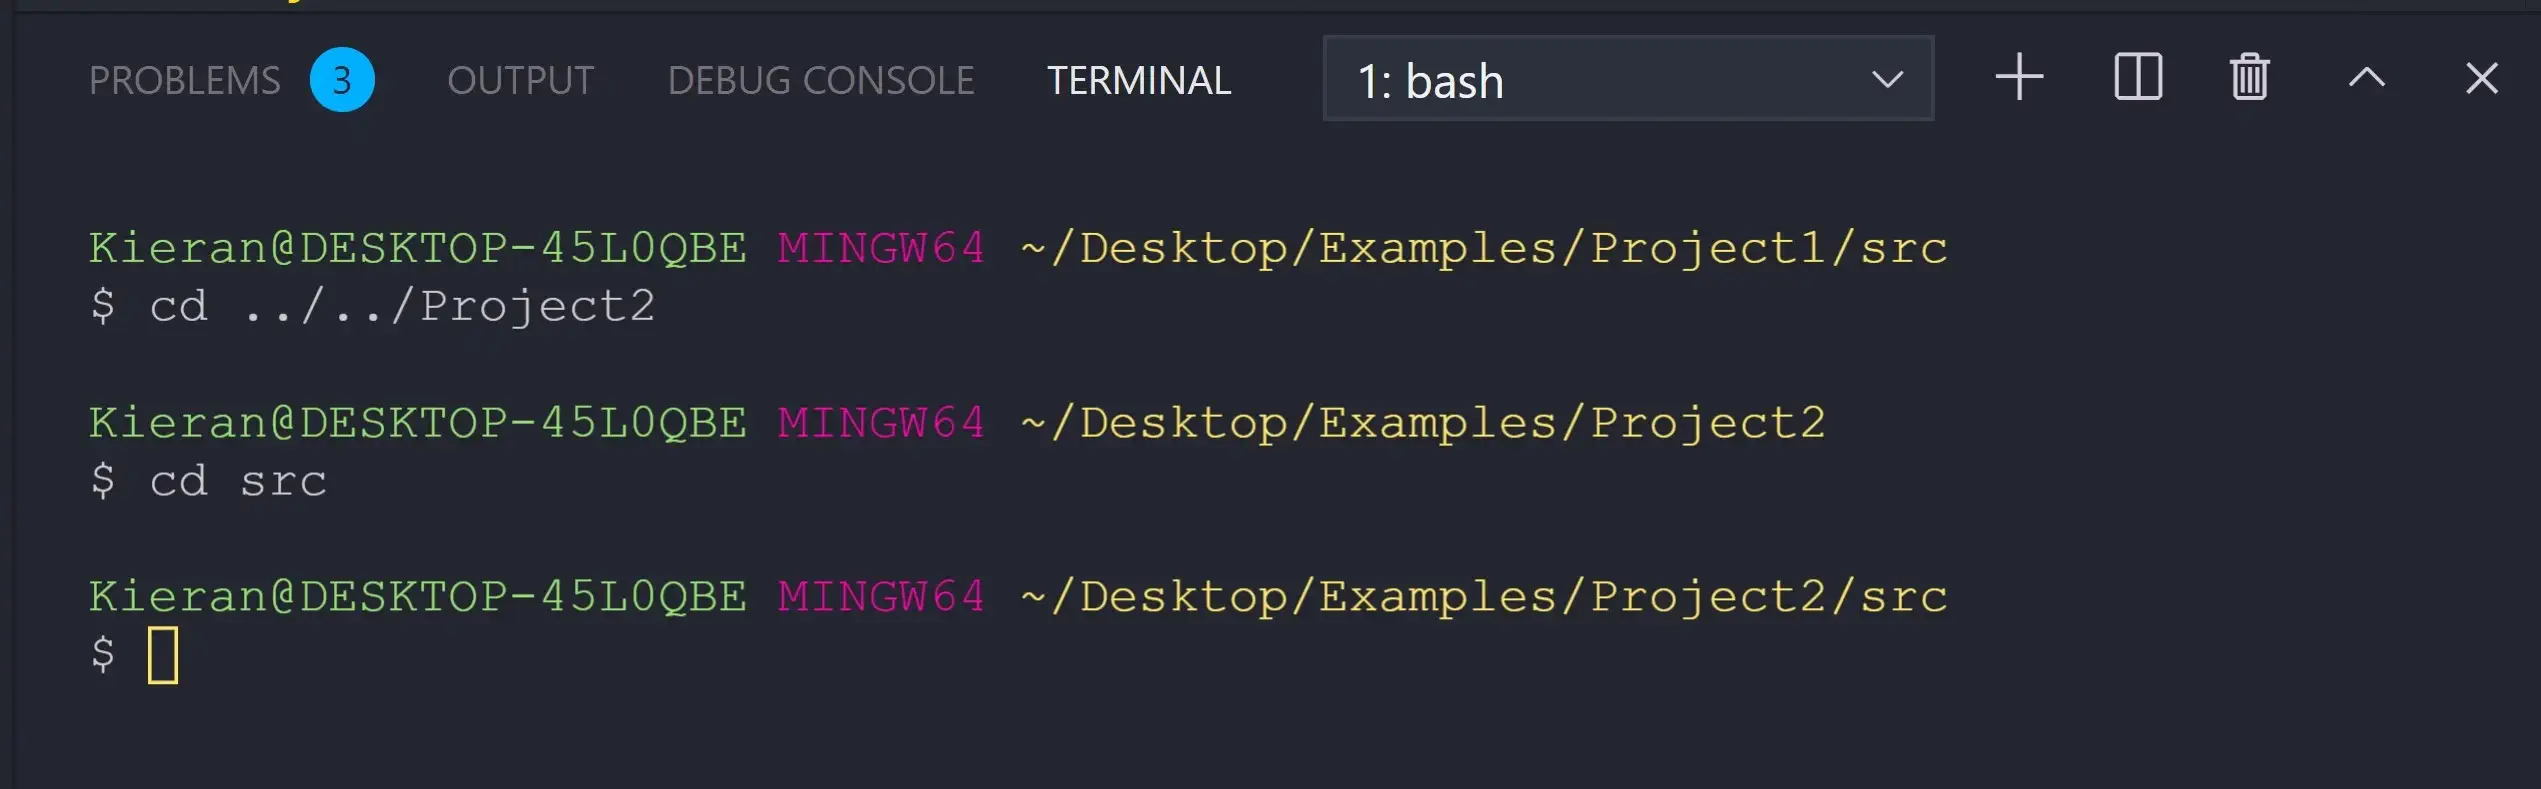 PROBLEMS 3 OUTPUT DEBUG CONSOLE TERMINAL 1: bash
Kieran@DESKTOP-45L0QBE MINGW64 ~/Desktop/Examples/Project1/src
$ cd ../../Project2
Kieran@DESKTOP-45L0QBE MINGW64 ~/Desktop/Examples/Project2
$ cd src
Kieran@DESKTOP-45L0QBE MINGW64 ~/Desktop/Examples/Project2/src
$